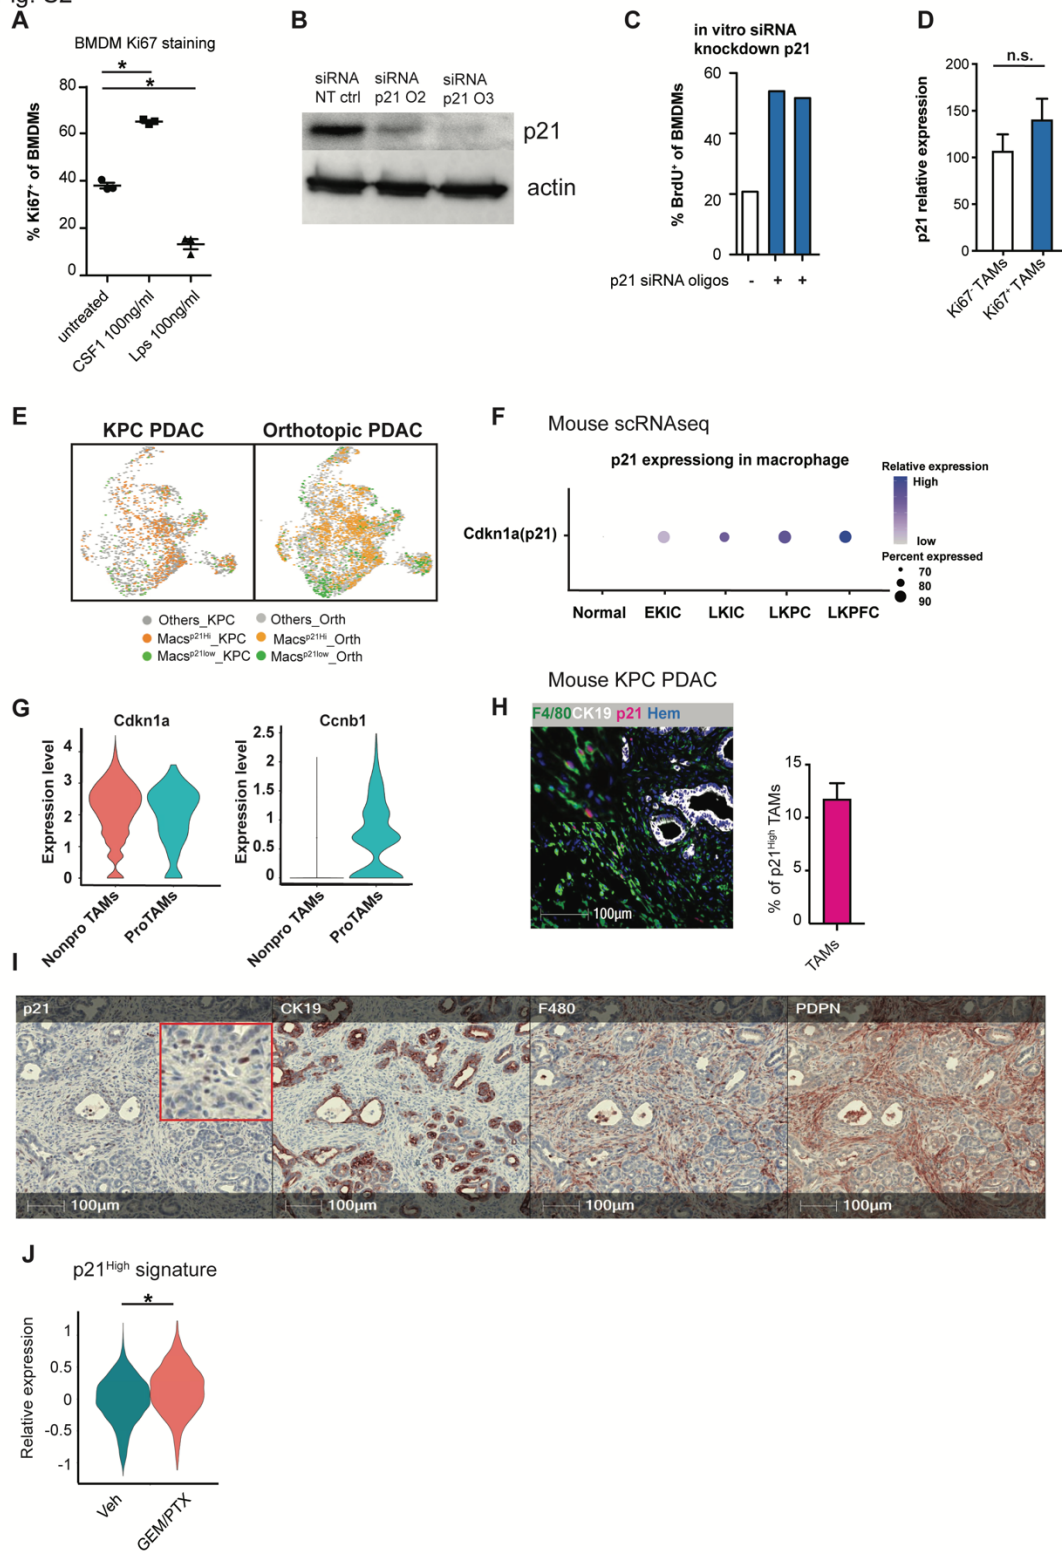 A
BMDM Ki67 staining
*
*
80
60
40
20
0
% Ki67⁺ of BMDMs
untreated
CSF1 100ng/ml
Lps 100ng/ml
B
siRNA NT ctrl
siRNA p21 O2
siRNA p21 O3
p21
actin
C
in vitro siRNA
knockdown p21
60
40
20
0
% BrdU⁺ of BMDMs
p21 siRNA oligos - + +
D
n.s.
200
150
100
50
0
p21 relative expression
Ki67⁻ TAMs
Ki67⁺ TAMs
E
KPC PDAC
Orthotopic PDAC
Others_KPC
Others_Orth
Macsᵖ²¹ᴴⁱ_KPC
Macsᵖ²¹ᴴⁱ_Orth
Macsᵖ²¹ˡᵒʷ_KPC
Macsᵖ²¹ˡᵒʷ_Orth
F
Mouse scRNAseq
p21 expressiong in macrophage
Cdkn1a(p21)
Normal EKIC LKIC LKPC LKPFC
Relative expression
High
low
Percent expressed
70
80
90
G
Cdkn1a
4
3
2
1
0
Expression level
Nonpro TAMs
ProTAMs
Ccnb1
2.5
2
1.5
1
0.5
0
Expression level
Nonpro TAMs
ProTAMs
H
Mouse KPC PDAC
F4/80CK19 p21 Hem
100μm
15
10
5
0
% of p21ᴴⁱᵍʰ TAMs
TAMs
I
p21
CK19
F480
PDPN
100μm
100μm
100μm
100μm
J
p21ᴴⁱᵍʰ signature
*
1
0.5
0
-0.5
-1
Relative expression
Veh
GEM/PTX